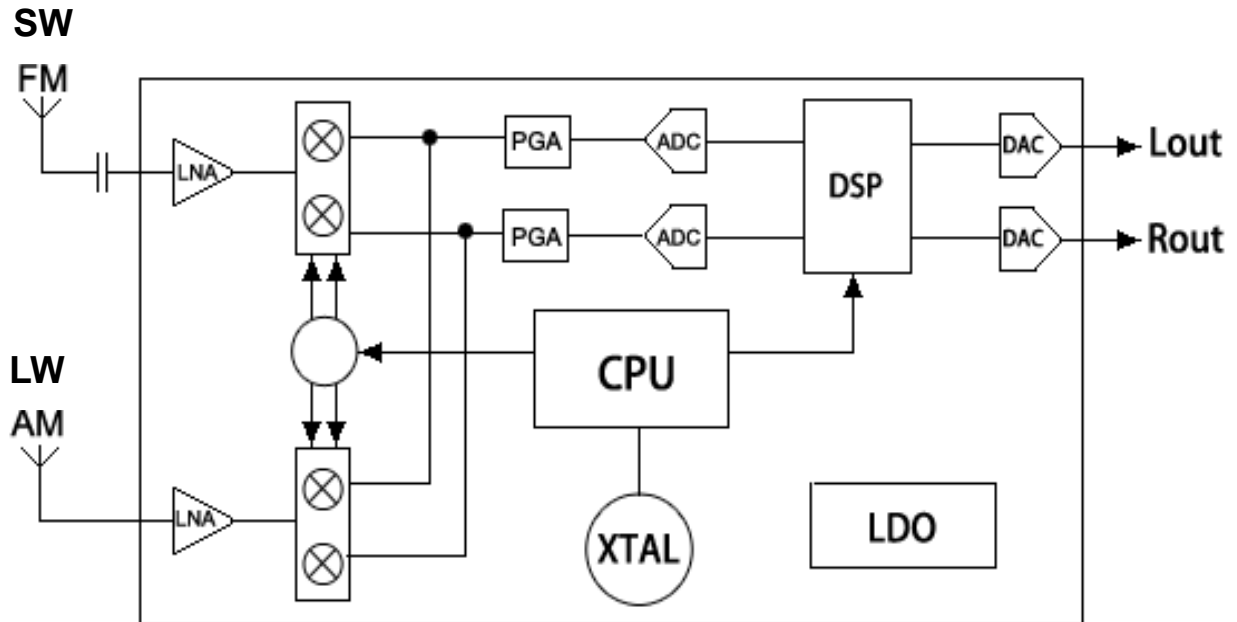 SW
FM
LNA
PGA
ADC
DSP
DAC
Lout
PGA
ADC
DAC
Rout
LW
AM
LNA
CPU
XTAL
LDO